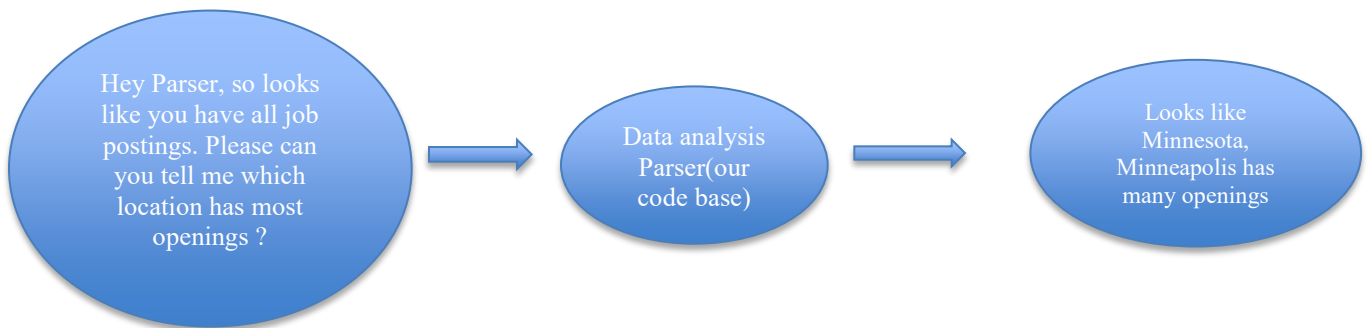 Hey Parser, so looks
like you have all job
postings. Please can
you tell me which
location has most
openings ?
Data analysis
Parser(our
code base)
Looks like
Minnesota,
Minneapolis has
many openings